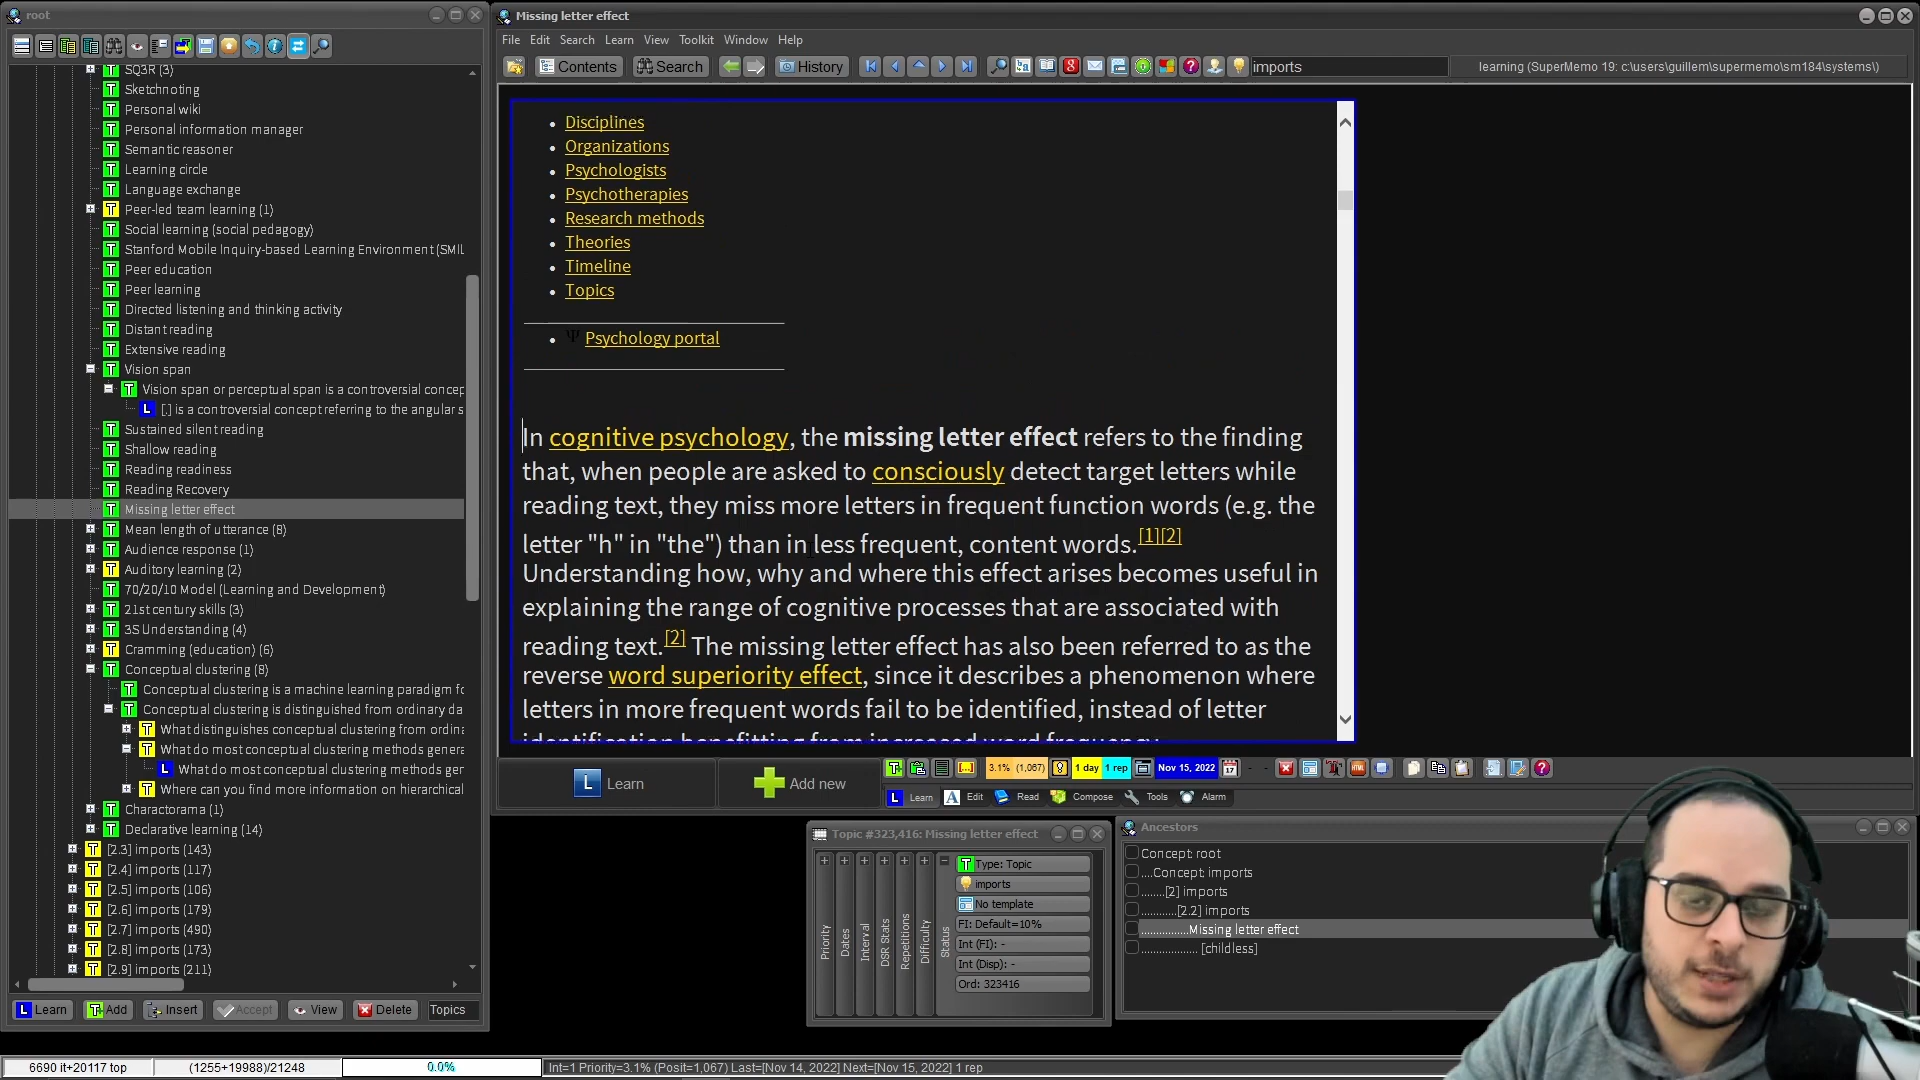 root
SQ3R (3)
Sketchnoting
Personal wiki
Personal information manager
Semantic reasoner
Learning circle
Language exchange
Peer-led team learning (1)
Social learning (social pedagogy)
Stanford Mobile Inquiry-based Learning Environment (SMIL
Peer education
Peer learning
Directed listening and thinking activity
Distant reading
Extensive reading
Vision span
Vision span or perceptual span is a controversial concep
[.] is a controversial concept referring to the angular s
Sustained silent reading
Shallow reading
Reading readiness
Reading Recovery
Missing letter effect
Mean length of utterance (8)
Audience response (1)
Auditory learning (2)
70/20/10 Model (Learning and Development)
21st century skills (3)
3S Understanding (4)
Cramming (education) (6)
Conceptual clustering (8)
Conceptual clustering is a machine learning paradigm fo
Conceptual clustering is distinguished from ordinary da
What distinguishes conceptual clustering from ordina
What do most conceptual clustering methods genera
What do most conceptual clustering methods gen
Where can you find more information on hierarchical
Charactorama (1)
Declarative learning (14)
[2.3] imports (143)
[2.4] imports (117)
[2.5] imports (106)
[2.6] imports (179)
[2.7] imports (490)
[2.8] imports (173)
[2.9] imports (211)
Learn Add Insert Accept View Delete Topics
Missing letter effect
File Edit Search Learn View Toolkit Window Help
Contents Search History imports learning (SuperMemo 19: c:\users\guillem\supermemo\sm184\systems\)
Disciplines
Organizations
Psychologists
Psychotherapies
Research methods
Theories
Timeline
Topics
Ψ Psychology portal
In cognitive psychology, the missing letter effect refers to the finding
that, when people are asked to consciously detect target letters while
reading text, they miss more letters in frequent function words (e.g. the
letter "h" in "the") than in less frequent, content words.[1][2]
Understanding how, why and where this effect arises becomes useful in
explaining the range of cognitive processes that are associated with
reading text.[2] The missing letter effect has also been referred to as the
reverse word superiority effect, since it describes a phenomenon where
letters in more frequent words fail to be identified, instead of letter
identification benefitting from increased word frequency.
Learn Add new
3.1% (1,067) 1 day 1 rep Nov 15, 2022
Learn Edit Read Compose Tools Alarm
Topic #323,416: Missing letter effect
Priority
Dates
Interval
DSR Stats
Repetitions
Difficulty
Status
Type: Topic
imports
No template
FI: Default=10%
Int (FI): -
Int (Disp): -
Ord: 323416
Ancestors
Concept: root
....Concept: imports
........[2] imports
............[2.2] imports
................Missing letter effect
.................... [childless]
6690 it+20117 top (1255+19988)/21248 0.0% Int=1 Priority=3.1% (Posit=1,067) Last=[Nov 14, 2022] Next=[Nov 15, 2022] 1 rep